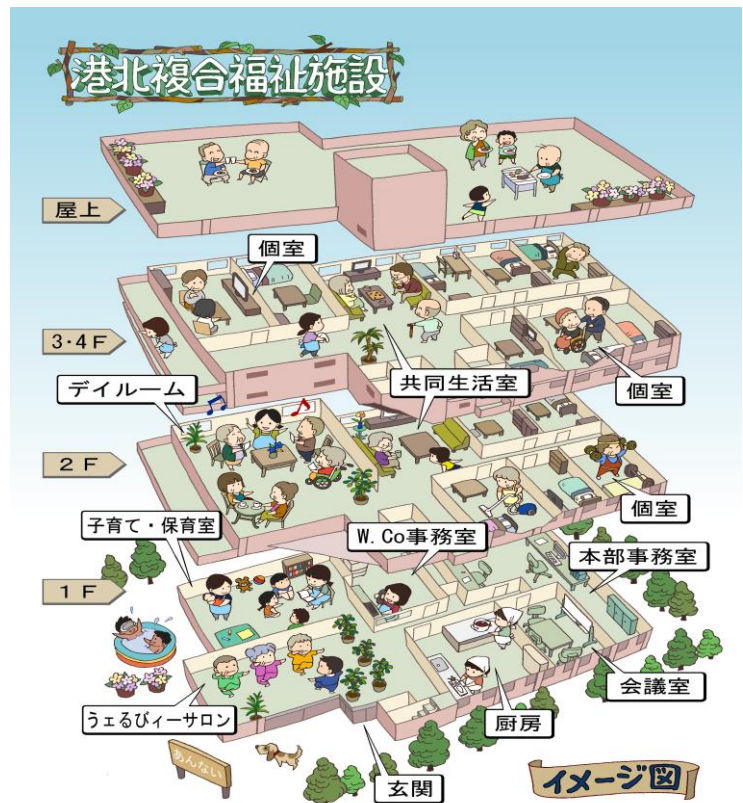 港北複合福祉施設
屋上
個室
3・4F
共同生活室
個室
デイルーム
2F
個室
子育て・保育室
W.Co事務室
本部事務室
1F
会議室
うェるびィーサロン
厨房
玄関
あんない
イメージ図